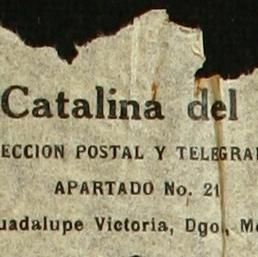 Catalina del
ECCION POSTAL Y TELEGRA
APARTADO No. 21
uadalupe Victoria, Dgo., M